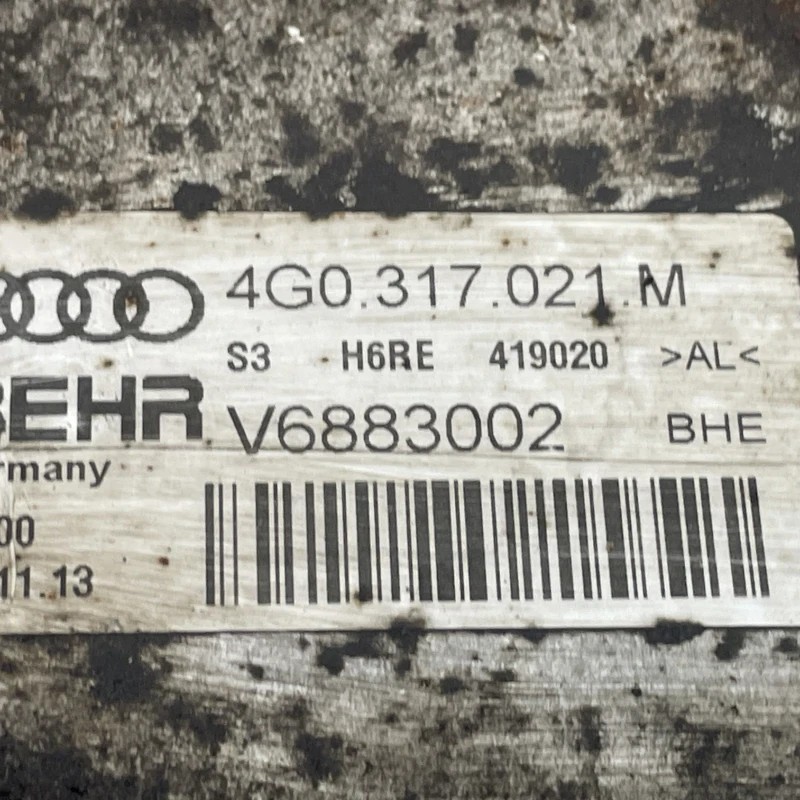 4G0.317.021.M
S3 H6RE 419020 >AL<
BEHR V6883002 BHE
rmany
00
11.13